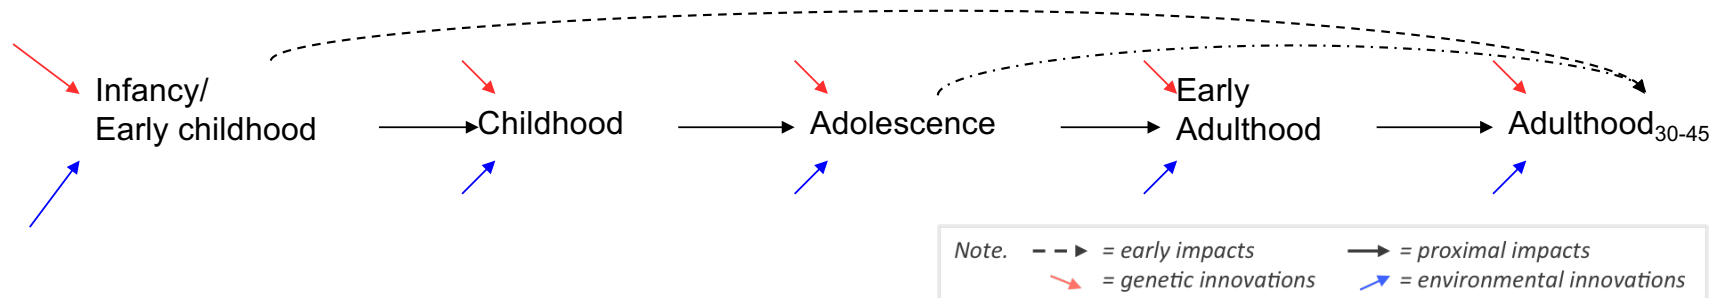 Infancy/
Early childhood
Childhood
Adolescence
Early
Adulthood
Adulthood30-45
Note. = early impacts = proximal impacts
= genetic innovations = environmental innovations